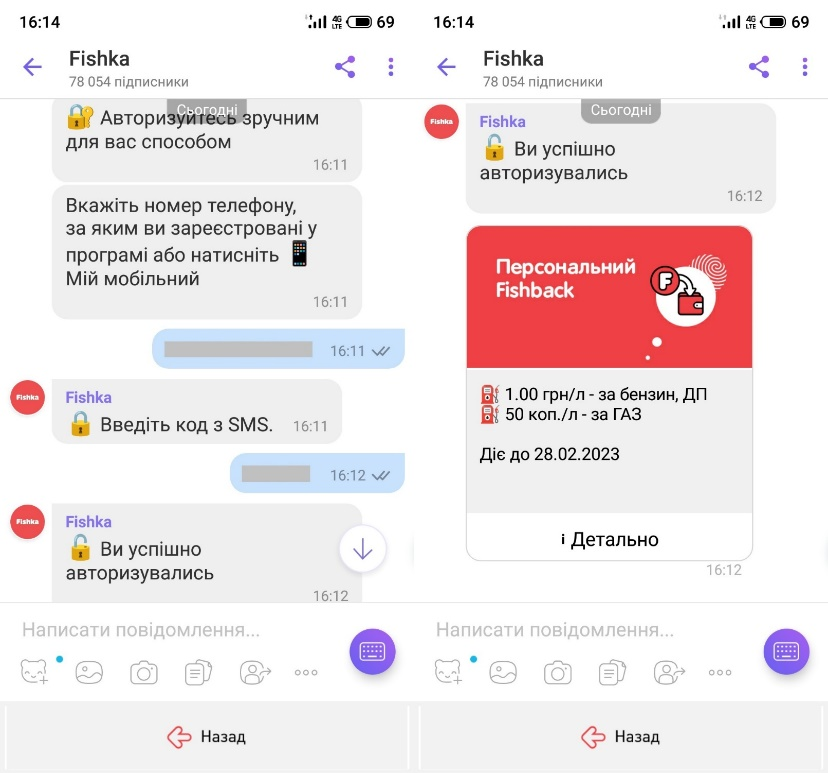 16:14
4G
LTE
69
Fishka
78 054 підписники
Сьогодні
🔐 Авторизуйтесь зручним
для вас способом
16:11
Вкажіть номер телефону,
за яким ви зареєстровані у
програмі або натисніть 📱
Мій мобільний
16:11
16:11
Fishka
Fishka
🔒 Введіть код з SMS.
16:11
16:12
Fishka
Fishka
🔓 Ви успішно
авторизувались
16:12
Написати повідомлення...
Назад
16:14
4G
LTE
69
Fishka
78 054 підписники
Сьогодні
Fishka
Fishka
🔓 Ви успішно
авторизувались
16:12
Персональний
Fishback
F
⛽ 1.00 грн/л - за бензин, ДП
⛽ 50 коп./л - за ГАЗ
Діє до 28.02.2023
i Детально
16:12
Написати повідомлення...
Назад